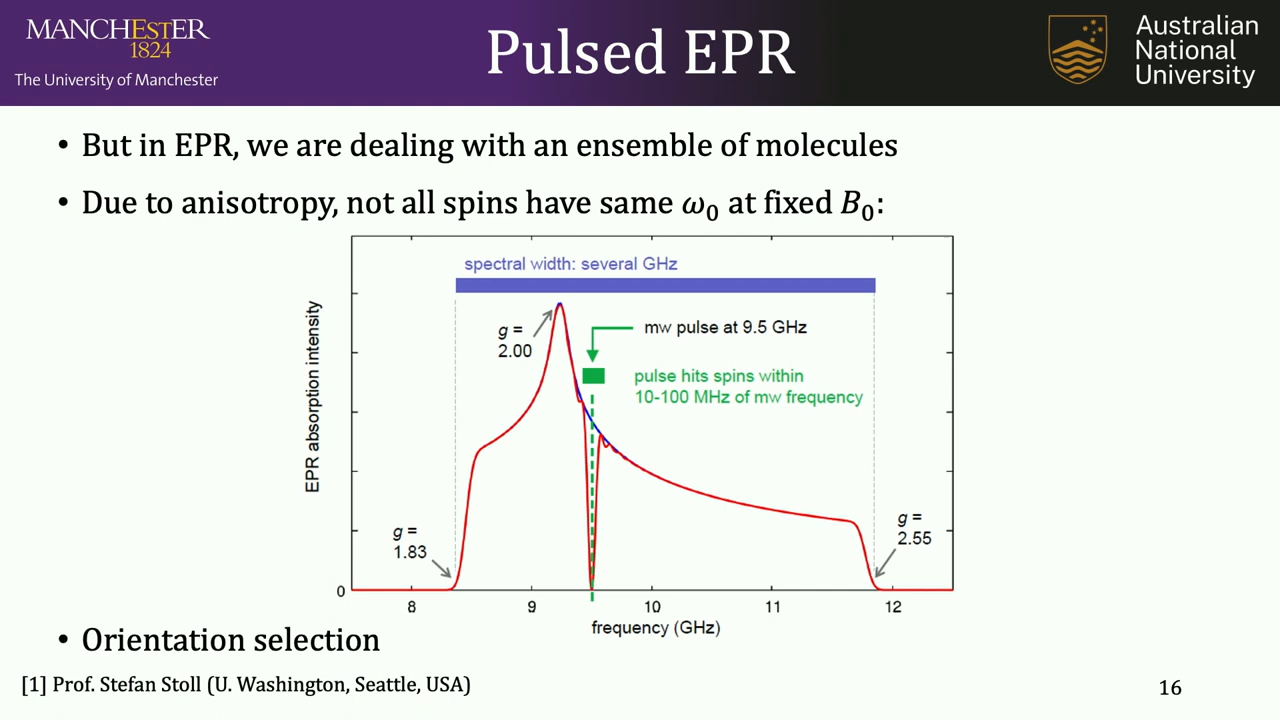 MANCHESTER
1824
The University of Manchester
Pulsed EPR
Australian
National
University
• But in EPR, we are dealing with an ensemble of molecules
• Due to anisotropy, not all spins have same ω₀ at fixed B₀:
spectral width: several GHz
g =
2.00
mw pulse at 9.5 GHz
pulse hits spins within
10-100 MHz of mw frequency
EPR absorption intensity
g =
1.83
g =
2.55
0
8 9 10 11 12
frequency (GHz)
• Orientation selection
[1] Prof. Stefan Stoll (U. Washington, Seattle, USA)
16